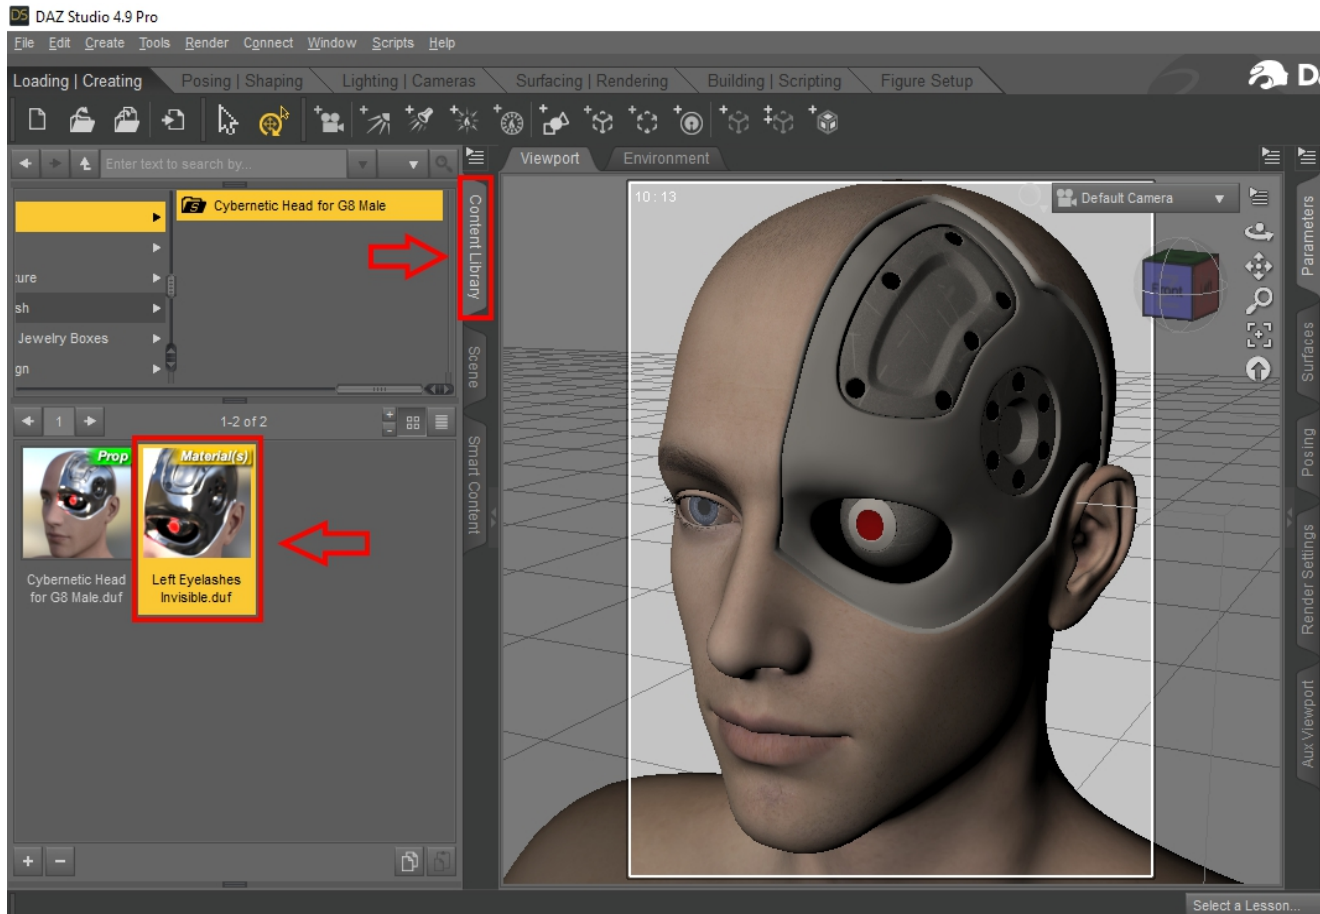 DS DAZ Studio 4.9 Pro
File Edit Create Tools Render Connect Window Scripts Help
Loading | Creating Posing | Shaping Lighting | Cameras Surfacing | Rendering Building | Scripting Figure Setup
Enter text to search by...
Viewport Environment
Cybernetic Head for G8 Male
ture
sh
Jewelry Boxes
gn
Content Library
Scene
Smart Content
1 1-2 of 2
Prop
Material(s)
Cybernetic Head
for G8 Male.duf
Left Eyelashes
Invisible.duf
10 : 13
Default Camera
Front
Parameters
Surfaces
Posing
Render Settings
Aux Viewport
Select a Lesson...